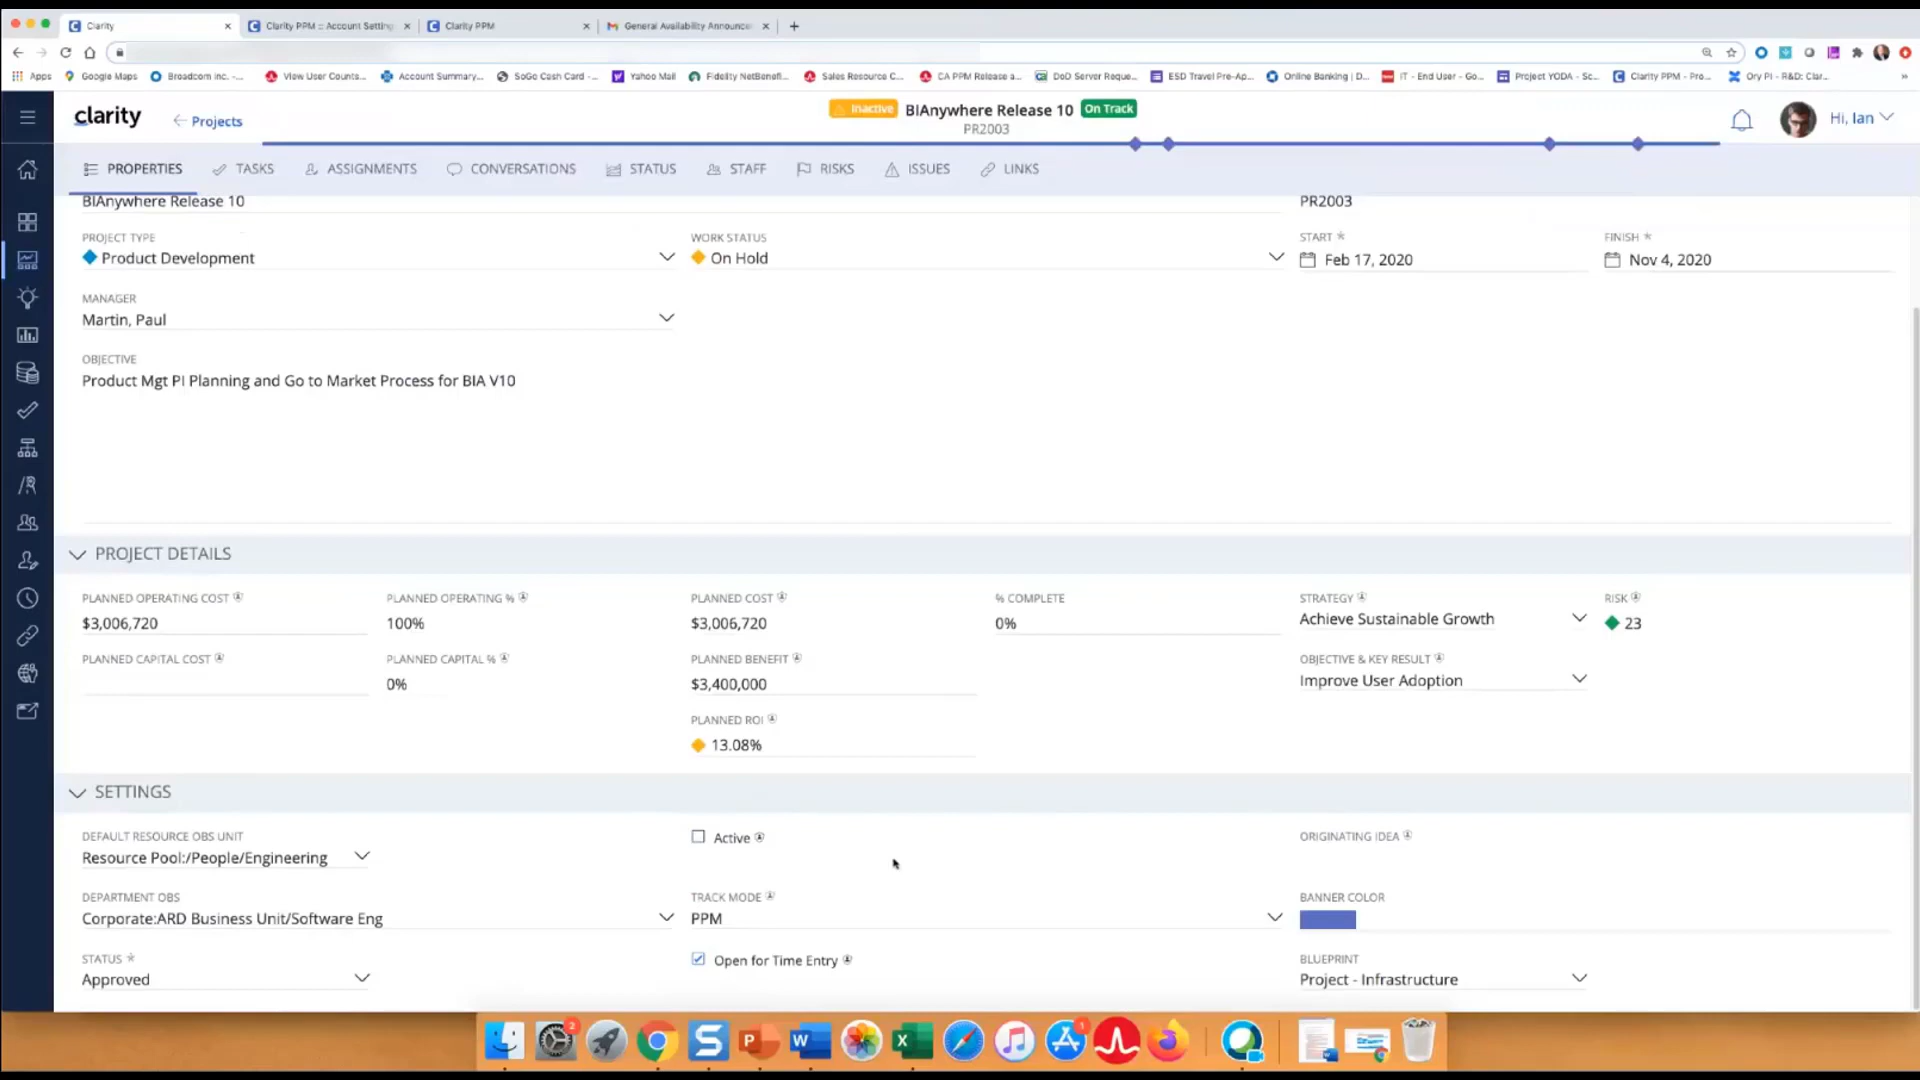 Clarity
Clarity PPM :: Account Setting
Clarity PPM
General Availability Announce
Apps
Google Maps
Broadcom Inc. -...
View User Counts...
Account Summary...
SoGo Cash Card -...
Yahoo Mail
Fidelity NetBenefi...
Sales Resource C...
CA PPM Release a...
DoD Server Reque...
ESD Travel Pre-Ap...
Online Banking | D...
IT - End User - Go...
Project YODA - Sc...
Clarity PPM - Pro...
Ory PI - R&D: Clar...
clarity
Projects
Inactive
BIAnywhere Release 10
On Track
PR2003
Hi, Ian
PROPERTIES
TASKS
ASSIGNMENTS
CONVERSATIONS
STATUS
STAFF
RISKS
ISSUES
LINKS
BIAnywhere Release 10
PR2003
PROJECT TYPE
Product Development
WORK STATUS
On Hold
START *
Feb 17, 2020
FINISH *
Nov 4, 2020
MANAGER
Martin, Paul
OBJECTIVE
Product Mgt PI Planning and Go to Market Process for BIA V10
PROJECT DETAILS
PLANNED OPERATING COST
$3,006,720
PLANNED OPERATING %
100%
PLANNED COST
$3,006,720
% COMPLETE
0%
STRATEGY
Achieve Sustainable Growth
RISK
23
PLANNED CAPITAL COST
PLANNED CAPITAL %
0%
PLANNED BENEFIT
$3,400,000
OBJECTIVE & KEY RESULT
Improve User Adoption
PLANNED ROI
13.08%
SETTINGS
DEFAULT RESOURCE OBS UNIT
Resource Pool:/People/Engineering
Active
ORIGINATING IDEA
DEPARTMENT OBS
Corporate:ARD Business Unit/Software Eng
TRACK MODE
PPM
BANNER COLOR
STATUS *
Approved
Open for Time Entry
BLUEPRINT
Project - Infrastructure
2
S
P
W
X
1